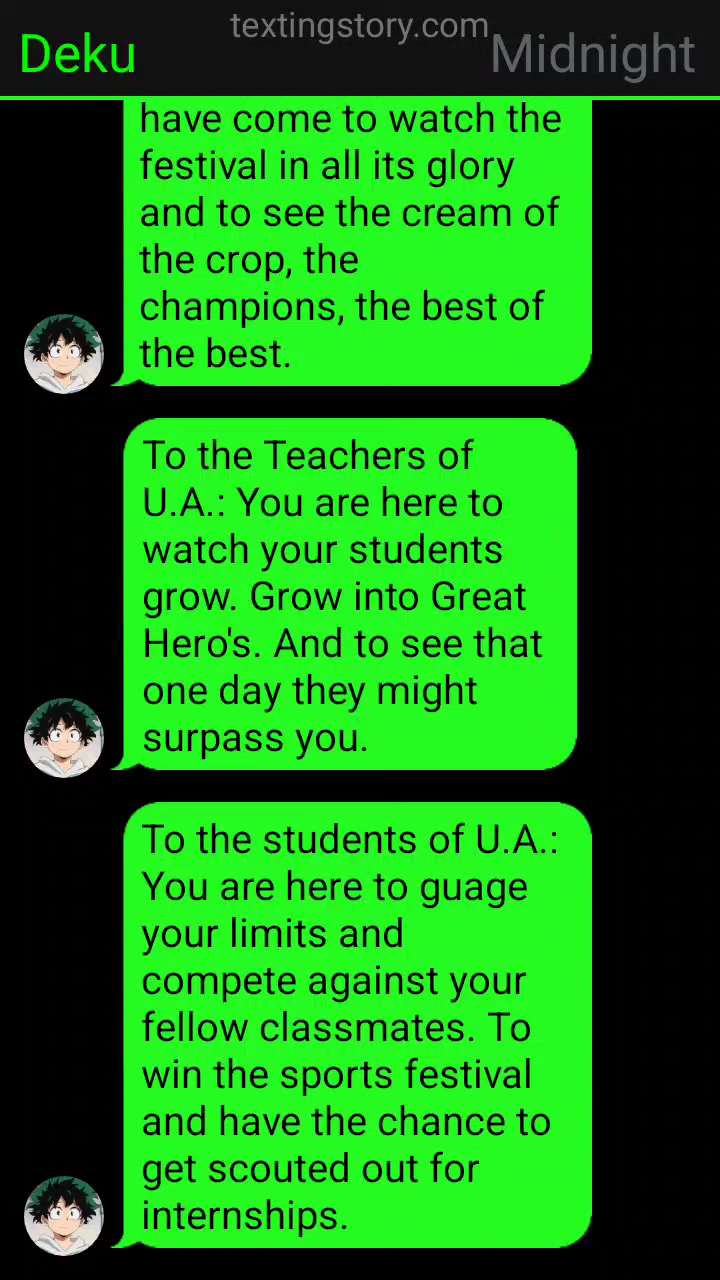 textingstory.com
Deku
Midnight
have come to watch the
festival in all its glory
and to see the cream of
the crop, the
champions, the best of
the best.
To the Teachers of
U.A.: You are here to
watch your students
grow. Grow into Great
Hero's. And to see that
one day they might
surpass you.
To the students of U.A.:
You are here to guage
your limits and
compete against your
fellow classmates. To
win the sports festival
and have the chance to
get scouted out for
internships.